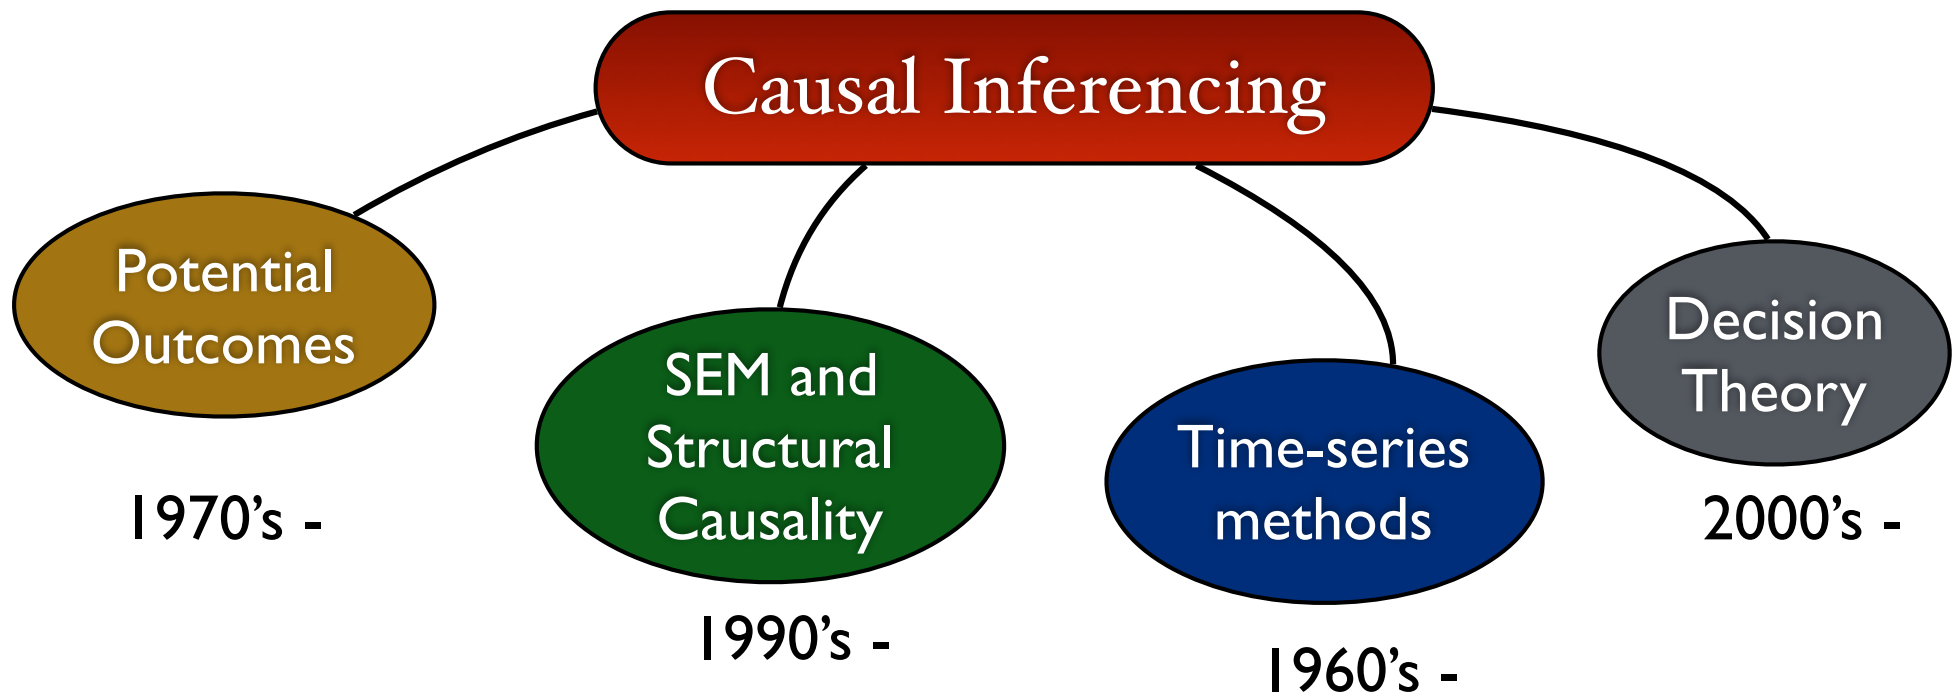 Causal Inferencing
Potential
Outcomes
1970’s -
SEM and
Structural
Causality
1990’s -
Time-series
methods
1960’s -
Decision
Theory
2000’s -